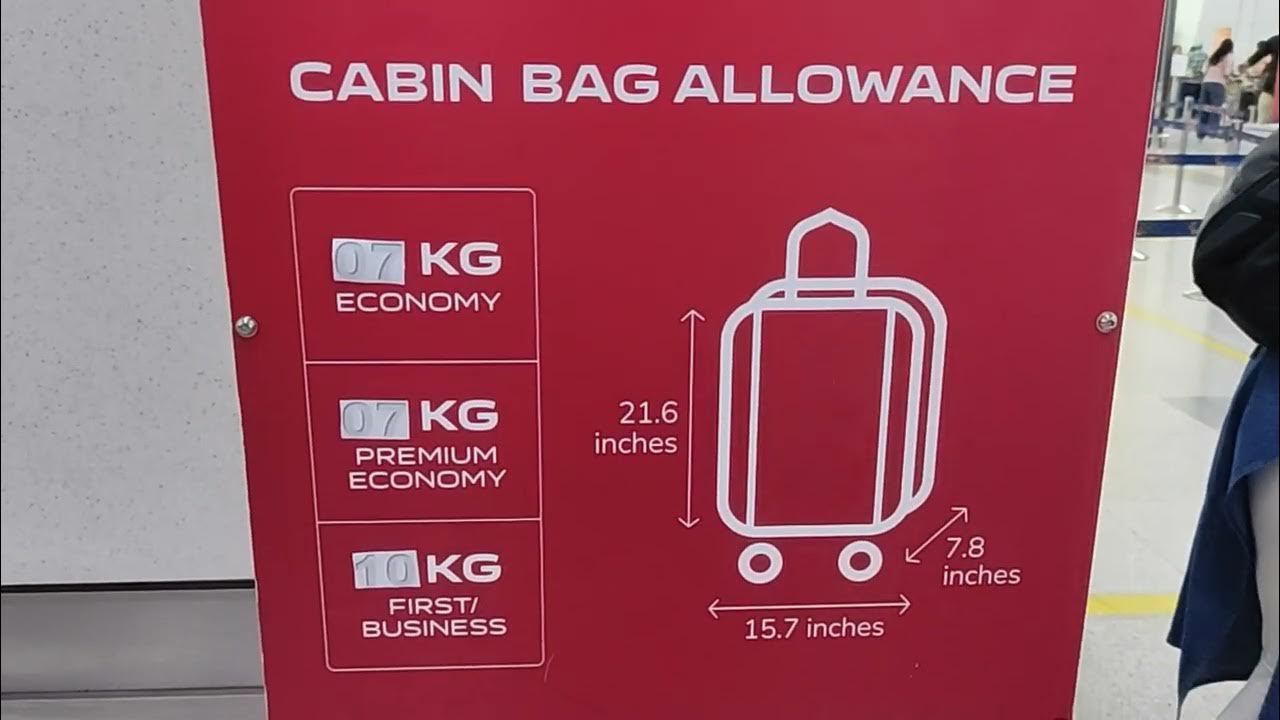 CABIN BAG ALLOWANCE
07 KG
ECONOMY
07 KG
PREMIUM
ECONOMY
10 KG
FIRST/
BUSINESS
21.6
inches
7.8
inches
15.7 inches